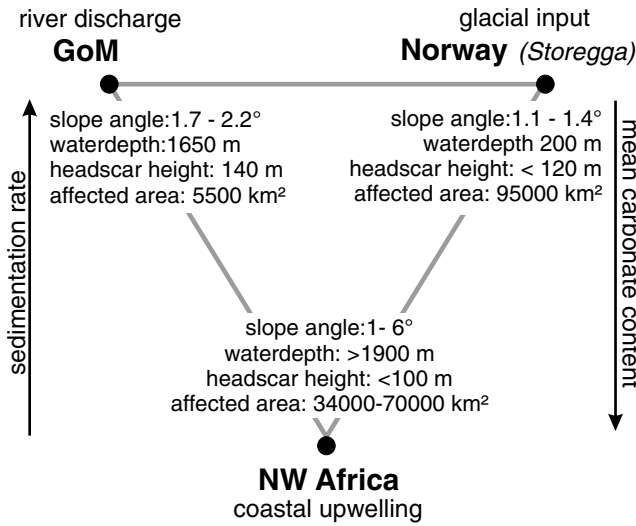 river discharge
GoM
glacial input
Norway (Storegga)
slope angle:1.7 - 2.2°
waterdepth:1650 m
headscar height: 140 m
affected area: 5500 km²
slope angle:1.1 - 1.4°
waterdepth 200 m
headscar height: < 120 m
affected area: 95000 km²
sedimentation rate
mean carbonate content
slope angle:1- 6°
waterdepth: >1900 m
headscar height: <100 m
affected area: 34000-70000 km²
NW Africa
coastal upwelling